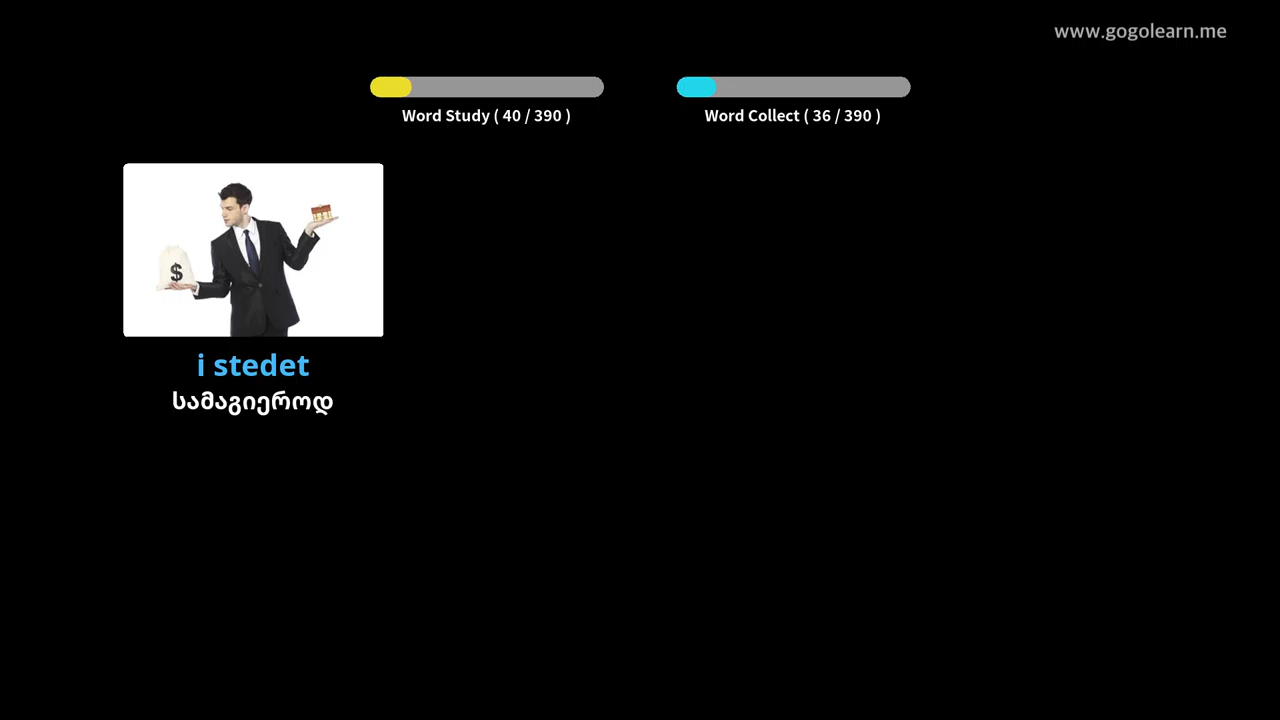 www.gogolearn.me
Word Study ( 40 / 390 )
Word Collect ( 36 / 390 )
$
i stedet
სამაგიეროდ